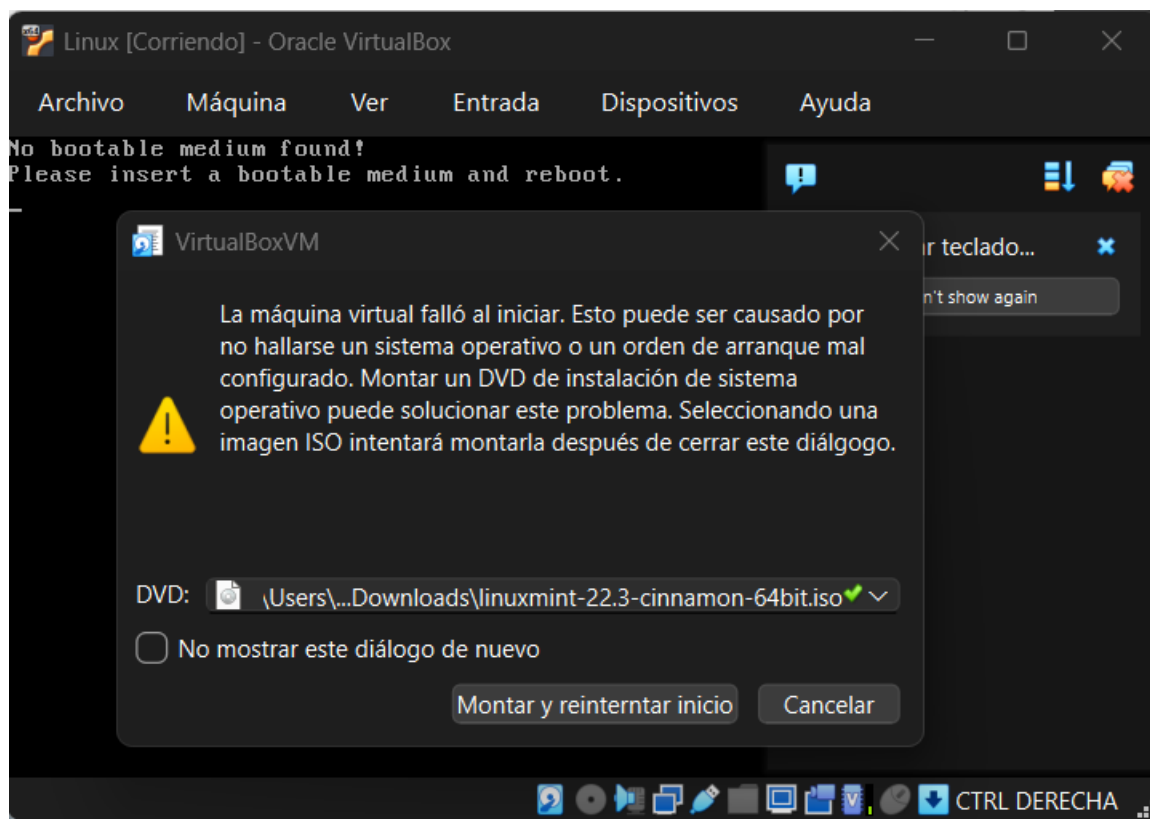 Linux [Corriendo] - Oracle VirtualBox
Archivo Máquina Ver Entrada Dispositivos Ayuda
No bootable medium found!
Please insert a bootable medium and reboot.
VirtualBoxVM
r teclado...
n't show again
La máquina virtual falló al iniciar. Esto puede ser causado por
no hallarse un sistema operativo o un orden de arranque mal
configurado. Montar un DVD de instalación de sistema
operativo puede solucionar este problema. Seleccionando una
imagen ISO intentará montarla después de cerrar este diálgogo.
DVD: \Users\...Downloads\linuxmint-22.3-cinnamon-64bit.iso
No mostrar este diálogo de nuevo
Montar y reinterntar inicio Cancelar
CTRL DERECHA